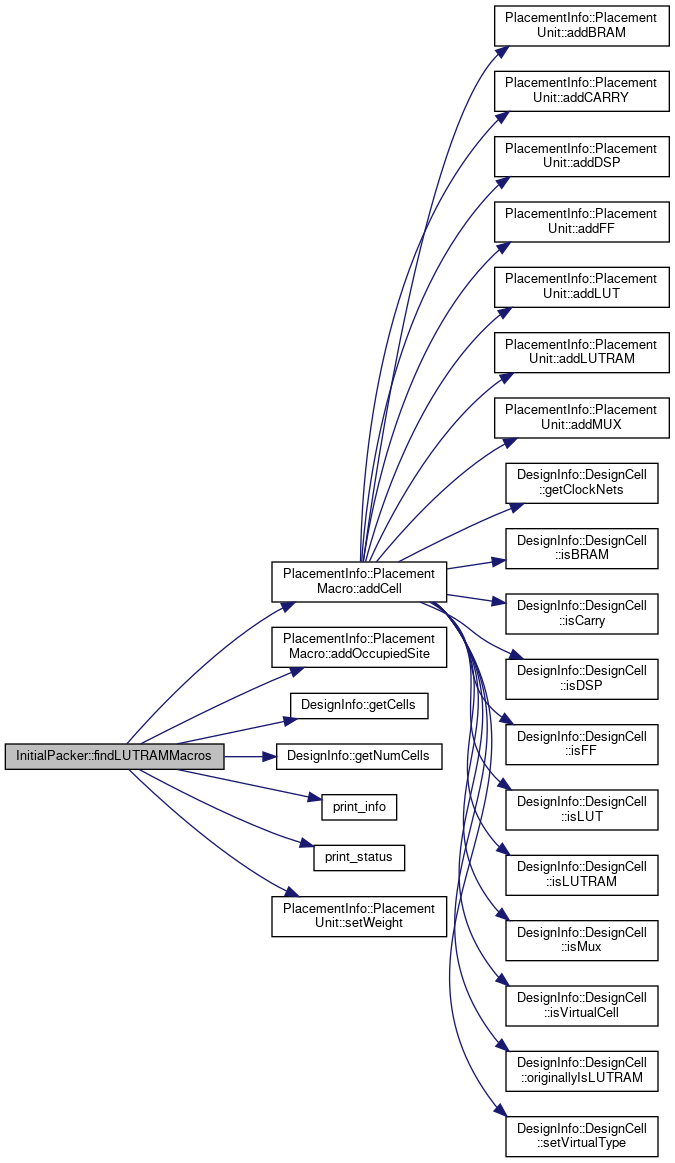 InitialPacker::findLUTRAMMacros
PlacementInfo::Placement
Macro::addCell
PlacementInfo::Placement
Macro::addOccupiedSite
DesignInfo::getCells
DesignInfo::getNumCells
print_info
print_status
PlacementInfo::Placement
Unit::setWeight
PlacementInfo::Placement
Unit::addBRAM
PlacementInfo::Placement
Unit::addCARRY
PlacementInfo::Placement
Unit::addDSP
PlacementInfo::Placement
Unit::addFF
PlacementInfo::Placement
Unit::addLUT
PlacementInfo::Placement
Unit::addLUTRAM
PlacementInfo::Placement
Unit::addMUX
DesignInfo::DesignCell
::getClockNets
DesignInfo::DesignCell
::isBRAM
DesignInfo::DesignCell
::isCarry
DesignInfo::DesignCell
::isDSP
DesignInfo::DesignCell
::isFF
DesignInfo::DesignCell
::isLUT
DesignInfo::DesignCell
::isLUTRAM
DesignInfo::DesignCell
::isMux
DesignInfo::DesignCell
::isVirtualCell
DesignInfo::DesignCell
::originallyIsLUTRAM
DesignInfo::DesignCell
::setVirtualType